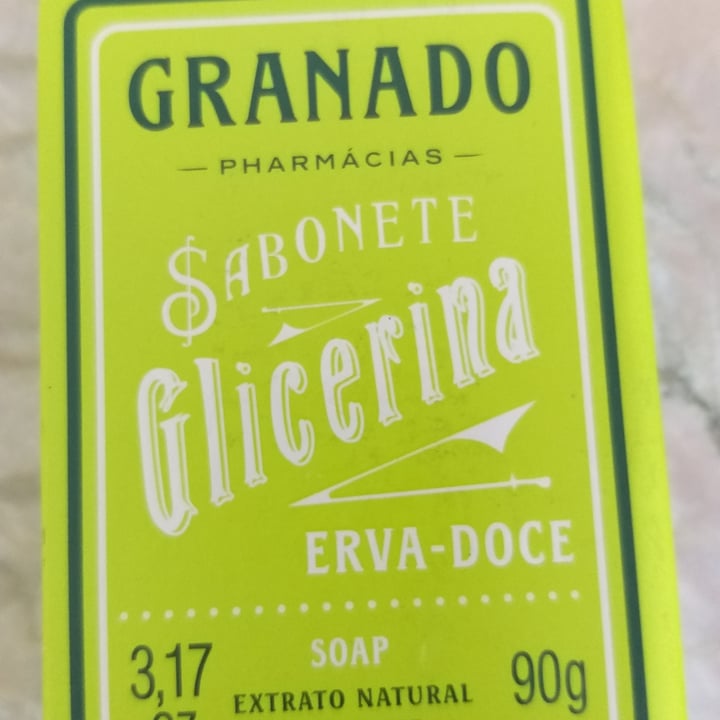 GRANADO
— PHARMÁCIAS —
SABONETE
Glicerina
ERVA-DOCE
SOAP
3,17 90g
EXTRATO NATURAL